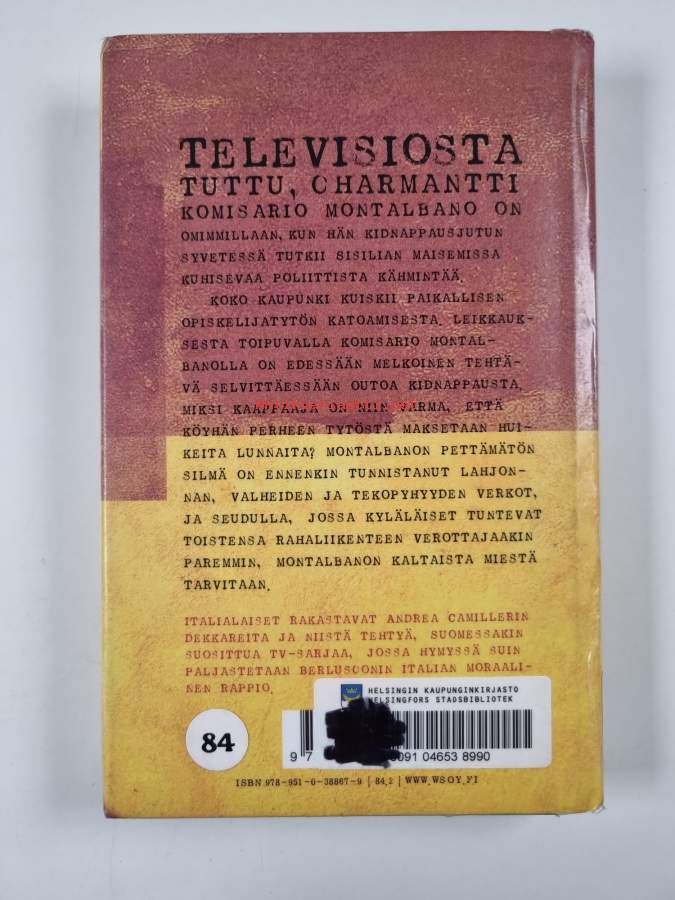 TELEVISIOSTA
TUTTU, CHARMANTTI
KOMISARIO MONTALBANO ON
OMIMMILLAAN, KUN HÄN KIDNAPPAUSJUTUN
SYVETESSÄ TUTKII SISILIAN MAISEMISSA
KUHISEVAA POLIITTISTA KÄHMINTÄÄ.
KOKO KAUPUNKI KUISKII PAIKALLISEN
OPISKELIJATYTÖN KATOAMISESTA. LEIKKAUK-
SESTA TOIPUVALLA KOMISARIO MONTAL-
BANOLLA ON EDESSÄÄN MELKOINEN TEHTÄ-
VÄ SELVITTÄESSÄÄN OUTOA KIDNAPPAUSTA.
MIKSI KAAPPAAJA ON NIIN VARMA, ETTÄ
KÖYHÄN PERHEEN TYTÖSTÄ MAKSETAAN HUI-
KEITA LUNNAITA? MONTALBANON PETTÄMÄTÖN
SILMÄ ON ENNENKIN TUNNISTANUT LAHJON-
NAN, VALHEIDEN JA TEKOPYHYYDEN VERKOT,
JA SEUDULLA, JOSSA KYLÄLÄISET TUNTEVAT
TOISTENSA RAHALIIKENTEEN VEROTTAJAAKIN
PAREMMIN, MONTALBANON KALTAISTA MIESTÄ
TARVITAAN.
ITALIALAISET RAKASTAVAT ANDREA CAMILLERIN
DEKKAREITA JA NIISTÄ TEHTYÄ, SUOMESSAKIN
SUOSITTUA TV-SARJAA, JOSSA HYMYSSÄ SUIN
PALJASTETAAN BERLUSCONIN ITALIAN MORAALI-
NEN RAPPIO.
HELSINGIN KAUPUNGINKIRJASTO
HELSINGFORS STADSBIBLIOTEK
84
9 7 0091 04653 8990
ISBN 978-951-0-38867-9 | 84.2 | WWW.WSOY.FI